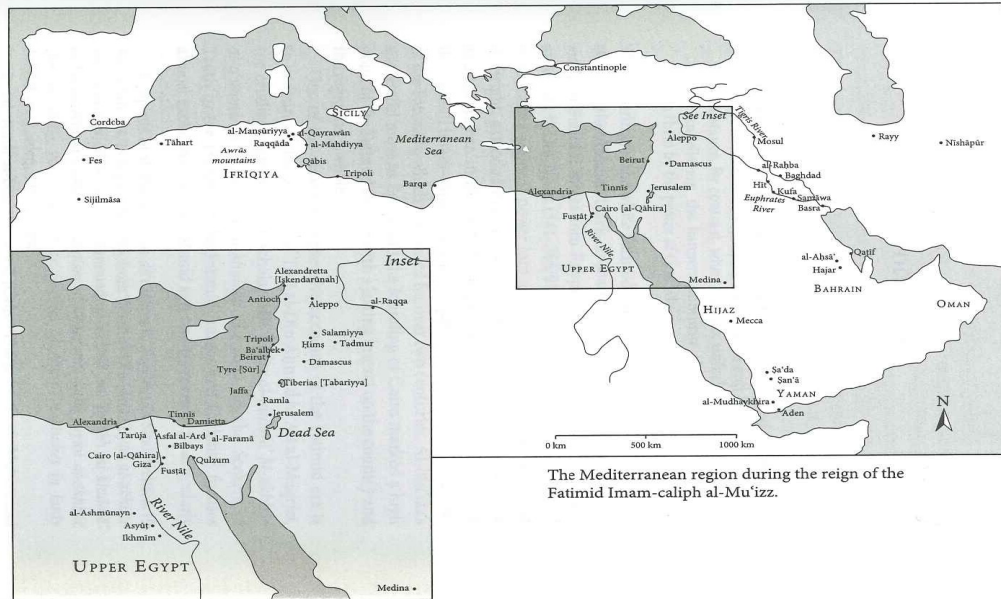 Constantinople
Cordoba
SICILY
al-Manṣūriyya
al-Qayrawān
Raqqāda
al-Mahdiyya
Tāhart
Awrās
mountains
Fes
Qābis
IFRĪQIYA
Tripoli
Sijilmāsa
Mediterranean
Sea
Barqa
See Inset
Tigris River
Aleppo
Mosul
Rayy
Nīshāpūr
Beirut
Damascus
al-Raḥba
Baghdad
Hīt
Kufa
Samāwa
Euphrates
River
Basra
Alexandria
Tinnīs
Jerusalem
Cairo [al-Qāhira]
Fusṭāṭ
River Nile
UPPER EGYPT
Medina
al-Aḥsā'
Qaṭīf
Hajar
BAHRAIN
OMAN
HIJAZ
Mecca
Ṣa'da
Ṣan'ā
YAMAN
al-Mudhaykhira
Aden
N
0 km
500 km
1000 km
Inset
Alexandretta
[Iskendarūnah]
Antioch
Aleppo
al-Raqqa
Tripoli
Salamiyya
Ḥimṣ
Tadmur
Ba'albek
Beirut
Damascus
Tyre [Ṣūr]
Tiberias [Tabariyya]
Jaffa
Ramla
Jerusalem
Dead Sea
Alexandria
Tinnīs
Damietta
Tarūja
Asfal al-Arḍ
al-Faramā
Bilbays
Cairo [al-Qāhira]
Giza
Fusṭāṭ
Qulzum
al-Ashmūnayn
River Nile
Asyūṭ
Ikhmīm
UPPER EGYPT
Medina
The Mediterranean region during the reign of the
Fatimid Imam-caliph al-Mu‘izz.